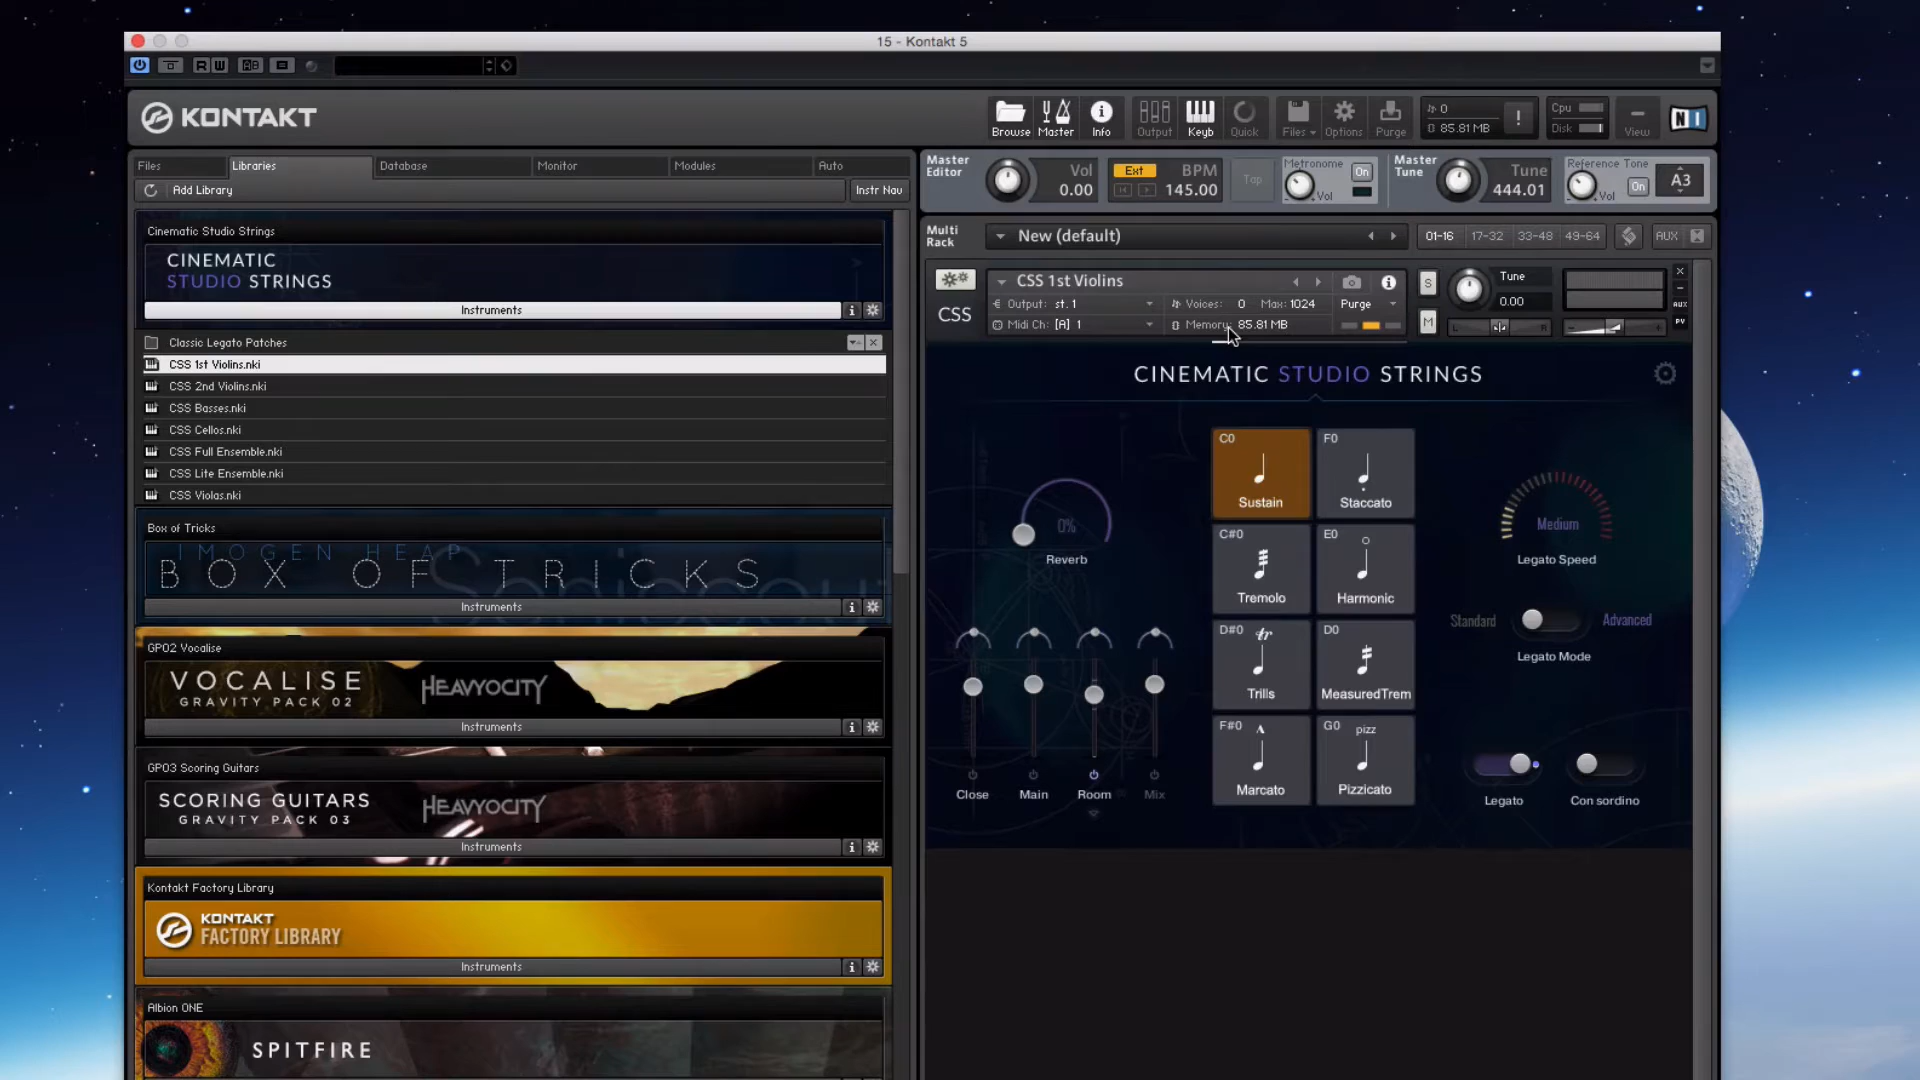 15 - Kontakt 5
R W AB
KONTAKT
Browse Master Info Output Keyb Quick Files Options Purge
0
85.81 MB
!
Cpu
Disk
View
NI
Files Libraries Database Monitor Modules Auto
Add Library Instr Nav
Cinematic Studio Strings
CINEMATIC
STUDIO STRINGS
Instruments i
Classic Legato Patches
CSS 1st Violins.nki
CSS 2nd Violins.nki
CSS Basses.nki
CSS Cellos.nki
CSS Full Ensemble.nki
CSS Lite Ensemble.nki
CSS Violas.nki
Box of Tricks
IMOGEN HEAP
BOX OF TRICKS
Instruments i
GP02 Vocalise
VOCALISE
GRAVITY PACK 02
HEAVYOCITY
Instruments i
GP03 Scoring Guitars
SCORING GUITARS
GRAVITY PACK 03
HEAVYOCITY
Instruments i
Kontakt Factory Library
KONTAKT
FACTORY LIBRARY
Instruments i
Albion ONE
SPITFIRE
Master
Editor
Vol
0.00
Ext
BPM
145.00
Tap
Metronome
On
Vol
Master
Tune
Tune
444.01
Reference Tone
On
Vol
A3
Multi
Rack
New (default)
01-16 17-32 33-48 49-64 AUX
CSS
CSS 1st Violins
Output: st. 1
Voices: 0 Max: 1024
Purge
Midi Ch: [A] 1
Memory: 85.81 MB
S
M
Tune
0.00
L R
AUX
PV
CINEMATIC STUDIO STRINGS
0%
Reverb
Close Main Room Mix
C0
Sustain
F0
Staccato
C#0
Tremolo
E0
Harmonic
D#0 tr
Trills
D0
MeasuredTrem
F#0
Marcato
G0 pizz
Pizzicato
Medium
Legato Speed
Standard Advanced
Legato Mode
Legato Con sordino